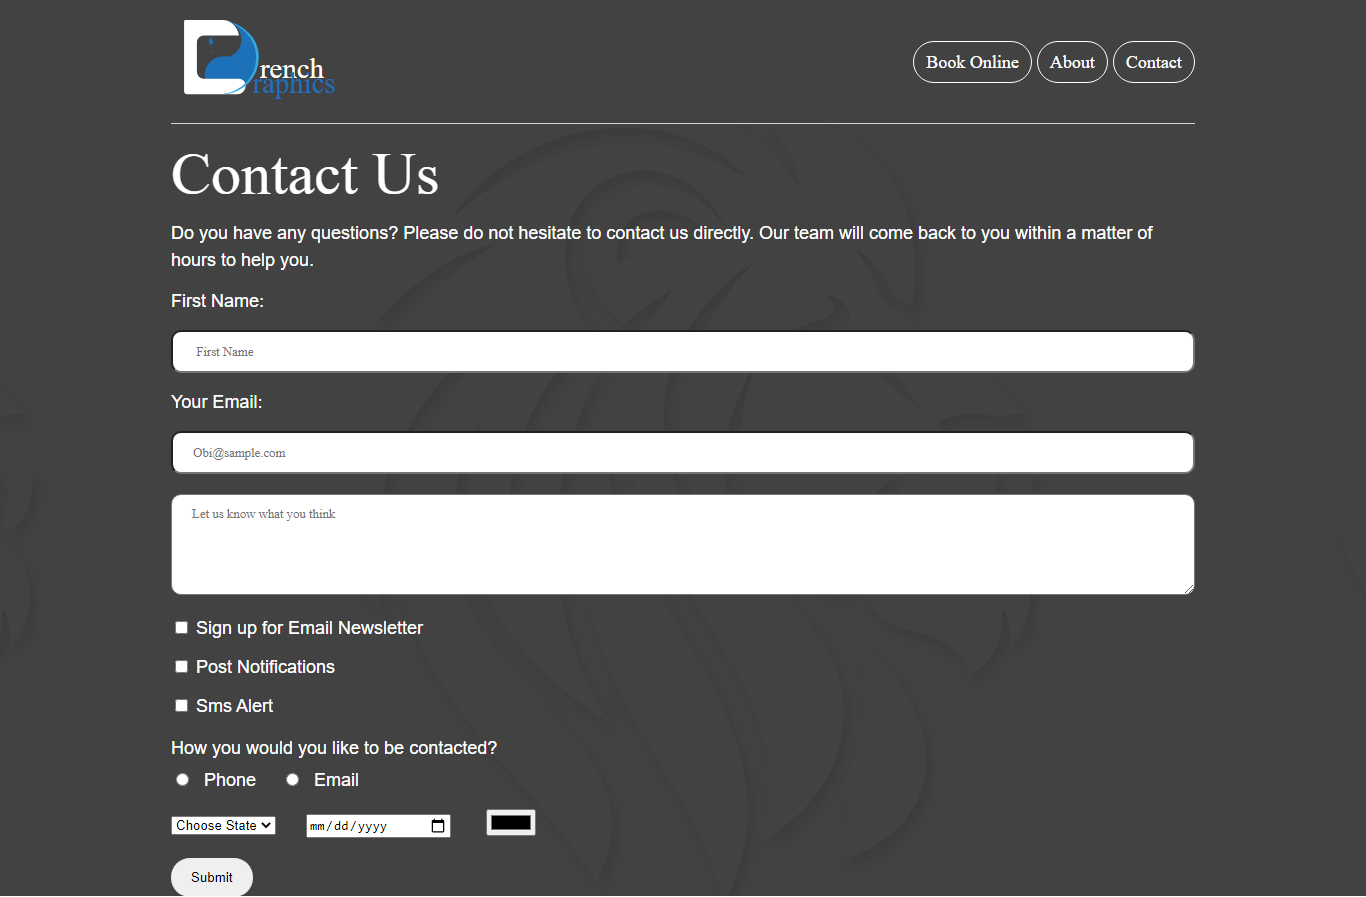 rench
raphics
Book Online
About
Contact
Contact Us
Do you have any questions? Please do not hesitate to contact us directly. Our team will come back to you within a matter of
hours to help you.
First Name:
First Name
Your Email:
Obi@sample.com
Let us know what you think
Sign up for Email Newsletter
Post Notifications
Sms Alert
How you would you like to be contacted?
Phone
Email
Choose State
mm/dd/yyyy
Submit